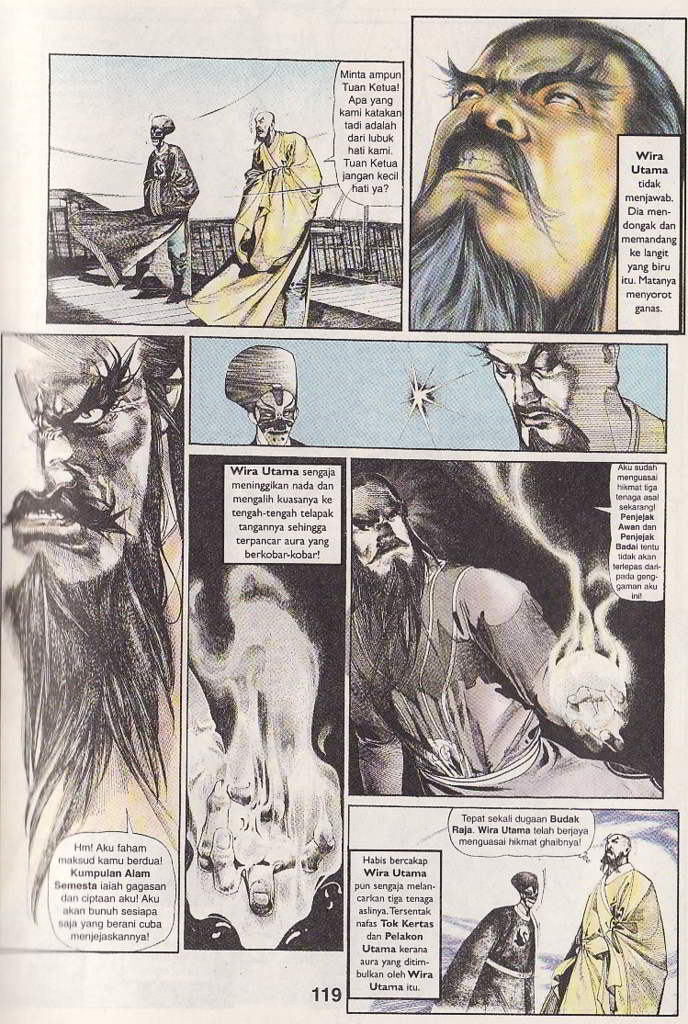 Minta ampun
Tuan Ketua!
Apa yang
kami katakan
tadi adalah
dari lubuk
hati kami.
Tuan Ketua
jangan kecil
hati ya?
Wira
Utama
tidak
menjawab.
Dia men-
dongak dan
memandang
ke langit
yang biru
itu. Matanya
menyorot
ganas.
Hm! Aku faham
maksud kamu berdua!
Kumpulan Alam
Semesta iaiah gagasan
dan ciptaan aku! Aku
akan bunuh sesiapa
saja yang berani cuba
menjejaskannya!
Wira Utama sengaja
meninggikan nada dan
mengalih kuasanya ke
tengah-tengah telapak
tangannya sehingga
terpancar aura yang
berkobar-kobar!
Aku sudah
menguasai
hikmat tiga
tenaga asal
sekarang!
Penjejak
Awan dan
Penjejak
Badai tentu
tidak akan
terlepas dari-
pada geng-
gaman aku
ini!
Tepat sekali dugaan Budak
Raja. Wira Utama telah berjaya
menguasai hikmat ghaibnya!
Habis bercakap
Wira Utama
pun sengaja melan-
carkan tiga tenaga
aslinya. Tersentak
nafas Tok Kertas
dan Pelakon
Utama kerana
aura yang ditim-
bulkan oleh Wira
Utama itu.
119